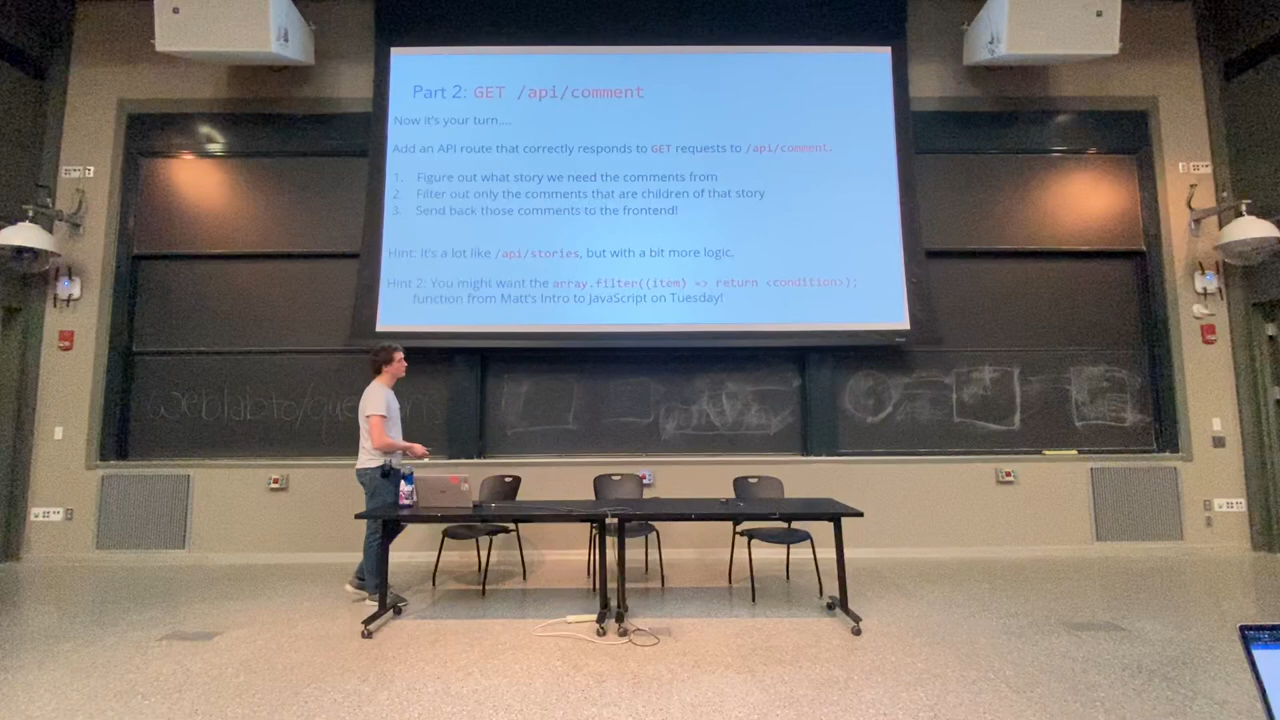 Part 2: GET /api/comment
Now it's your turn....
Add an API route that correctly responds to GET requests to /api/comment.
1. Figure out what story we need the comments from
2. Filter out only the comments that are children of that story
3. Send back those comments to the frontend!
Hint: It's a lot like /api/stories, but with a bit more logic.
Hint 2: You might want the array.filter((item) => return <condition>);
function from Matt's Intro to JavaScript on Tuesday!